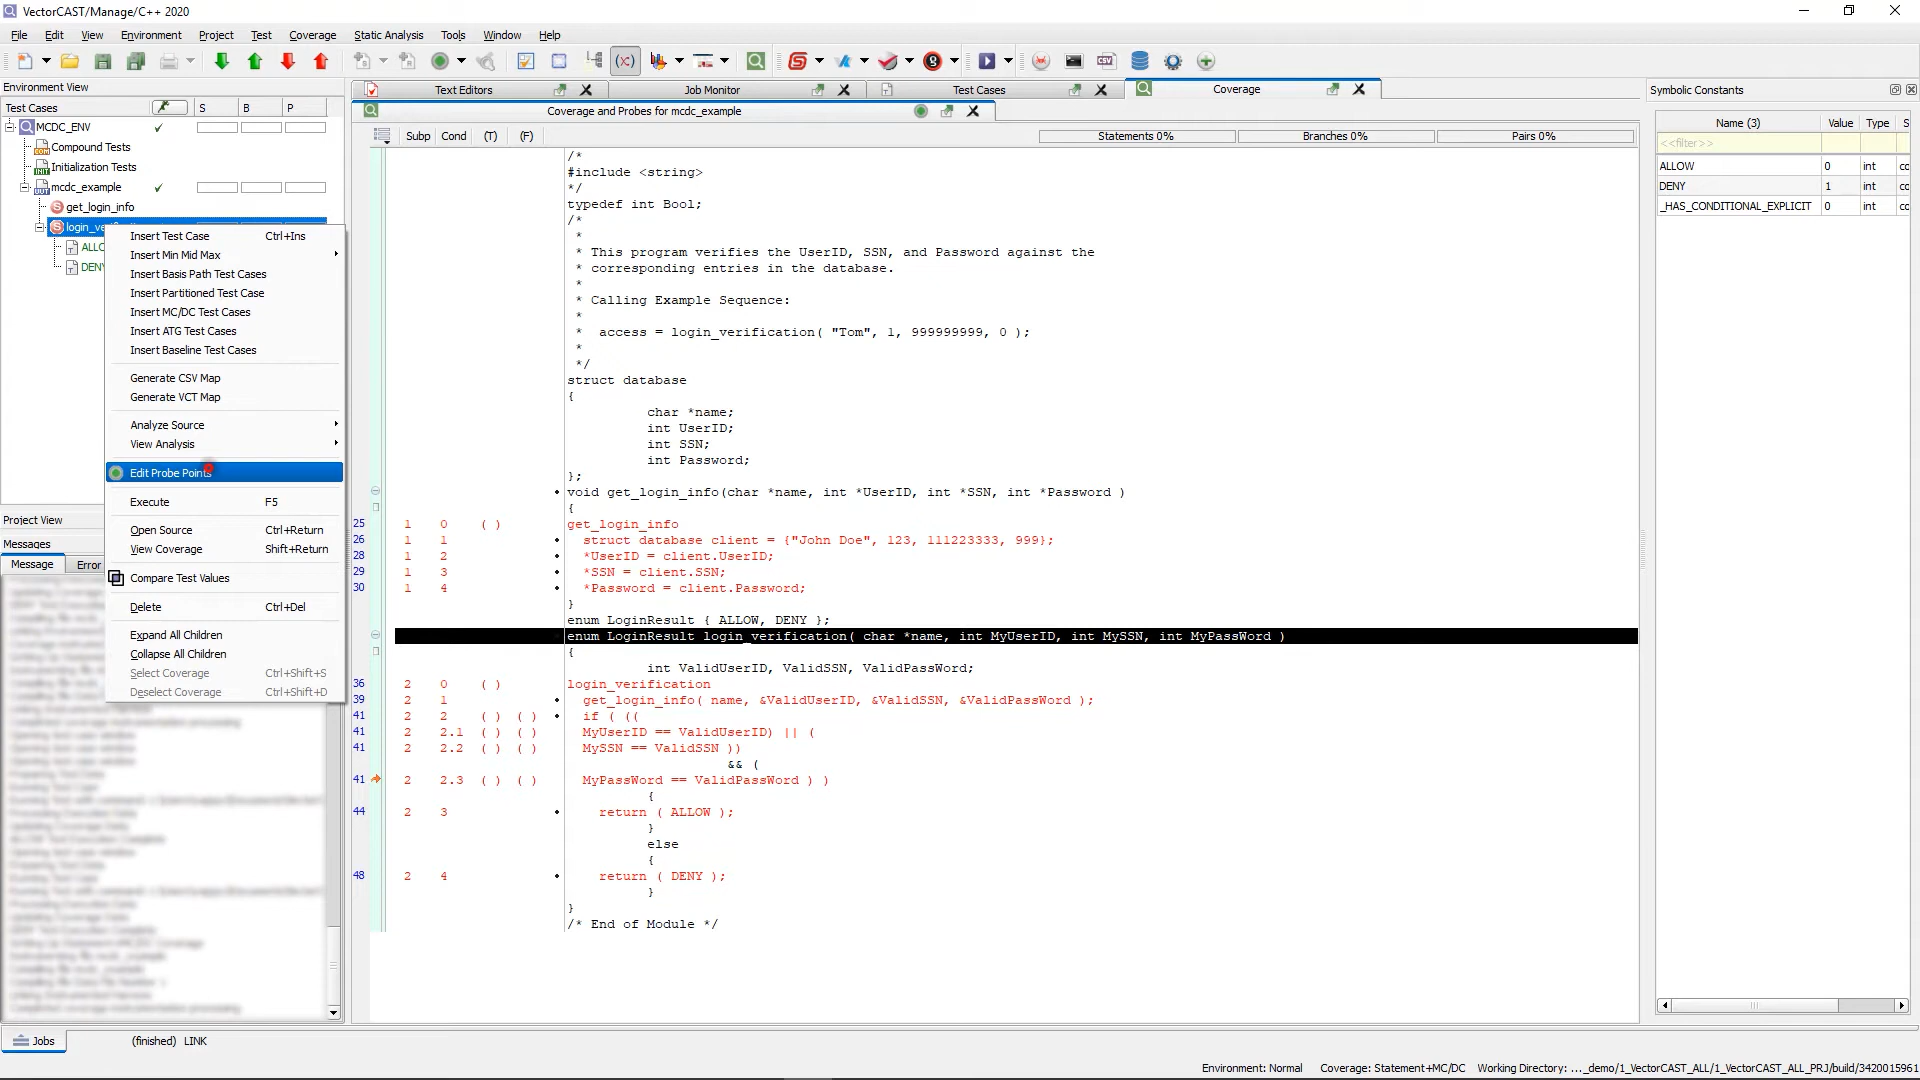 VectorCAST/Manage/C++ 2020
File Edit View Environment Project Test Coverage Static Analysis Tools Window Help
Environment View
Test Cases S B P
MCDC_ENV
Compound Tests
Initialization Tests
mcdc_example
get_login_info
login_ve
ALLO
DENY
Insert Test Case Ctrl+Ins
Insert Min Mid Max
Insert Basis Path Test Cases
Insert Partitioned Test Case
Insert MC/DC Test Cases
Insert ATG Test Cases
Insert Baseline Test Cases
Generate CSV Map
Generate VCT Map
Analyze Source
View Analysis
Edit Probe Points
Execute F5
Open Source Ctrl+Return
View Coverage Shift+Return
Compare Test Values
Delete Ctrl+Del
Expand All Children
Collapse All Children
Select Coverage Ctrl+Shift+S
Deselect Coverage Ctrl+Shift+D
Project View
Messages
Message Error
Text Editors Job Monitor Test Cases Coverage
Coverage and Probes for mcdc_example
Subp Cond (T) (F) Statements 0% Branches 0% Pairs 0%
/*
#include <string>
*/
typedef int Bool;
/*
*
* This program verifies the UserID, SSN, and Password against the
* corresponding entries in the database.
*
* Calling Example Sequence:
*
* access = login_verification( "Tom", 1, 999999999, 0 );
*
*/
struct database
{
char *name;
int UserID;
int SSN;
int Password;
};
void get_login_info(char *name, int *UserID, int *SSN, int *Password )
{
25 1 0 ( ) get_login_info
26 1 1 struct database client = {"John Doe", 123, 111223333, 999};
28 1 2 *UserID = client.UserID;
29 1 3 *SSN = client.SSN;
30 1 4 *Password = client.Password;
}
enum LoginResult { ALLOW, DENY };
enum LoginResult login_verification( char *name, int MyUserID, int MySSN, int MyPassWord )
{
int ValidUserID, ValidSSN, ValidPassWord;
36 2 0 ( ) login_verification
39 2 1 get_login_info( name, &ValidUserID, &ValidSSN, &ValidPassWord );
41 2 2 ( ) ( ) if ( ((
41 2 2.1 ( ) ( ) MyUserID == ValidUserID) || (
41 2 2.2 ( ) ( ) MySSN == ValidSSN ))
&& (
41 2 2.3 ( ) ( ) MyPassWord == ValidPassWord ) )
{
44 2 3 return ( ALLOW );
}
else
{
48 2 4 return ( DENY );
}
}
/* End of Module */
Symbolic Constants
Name (3) Value Type S
<<filter>>
ALLOW 0 int co
DENY 1 int co
_HAS_CONDITIONAL_EXPLICIT 0 int co
Jobs (finished) LINK
Environment: Normal Coverage: Statement+MC/DC Working Directory: ..._demo/1_VectorCAST_ALL/1_VectorCAST_ALL_PRJ/build/3420015961